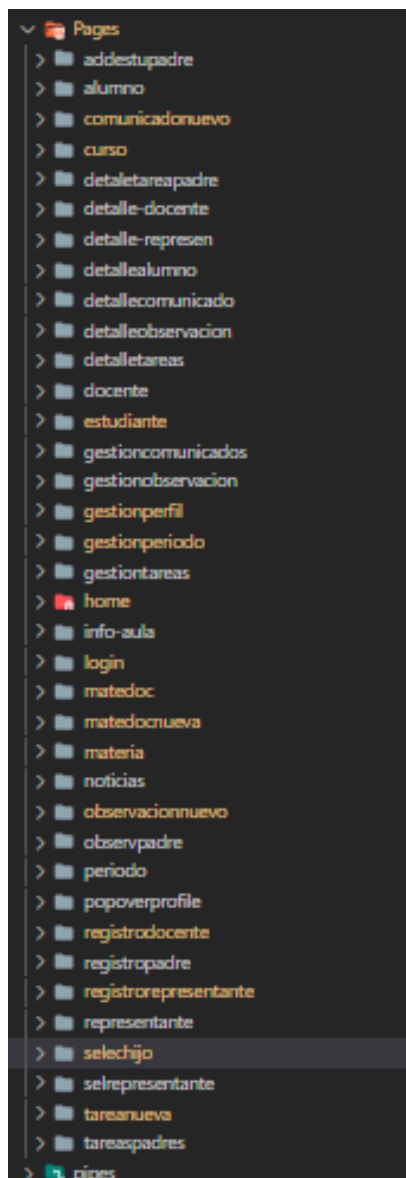 Pages
addestupadre
alumno
comunicadonuevo
curso
detaletareapadre
detalle-docente
detalle-represen
detallealumno
detallecomunicado
detalleobservacion
detalletareas
docente
estudiante
gestioncomunicados
gestionobservacion
gestionperfil
gestionperiodo
gestiontareas
home
info-aula
login
matedoc
matedocnueva
materia
noticias
observacionnuevo
observpadre
periodo
popoverprofile
registrodocente
registropadre
registrorepresentante
representante
selechijo
selrepresentante
tareanueva
tareaspadres
pipes